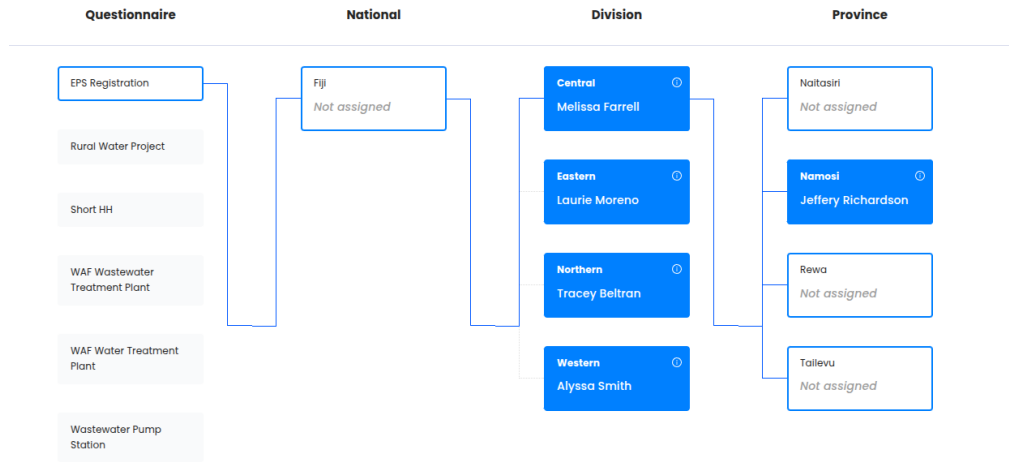 Questionnaire
National
Division
Province
EPS Registration
Rural Water Project
Short HH
WAF Wastewater
Treatment Plant
WAF Water Treatment
Plant
Wastewater Pump
Station
Fiji
Not assigned
Central
Melissa Farrell
Eastern
Laurie Moreno
Northern
Tracey Beltran
Western
Alyssa Smith
Naitasiri
Not assigned
Namosi
Jeffery Richardson
Rewa
Not assigned
Tailevu
Not assigned